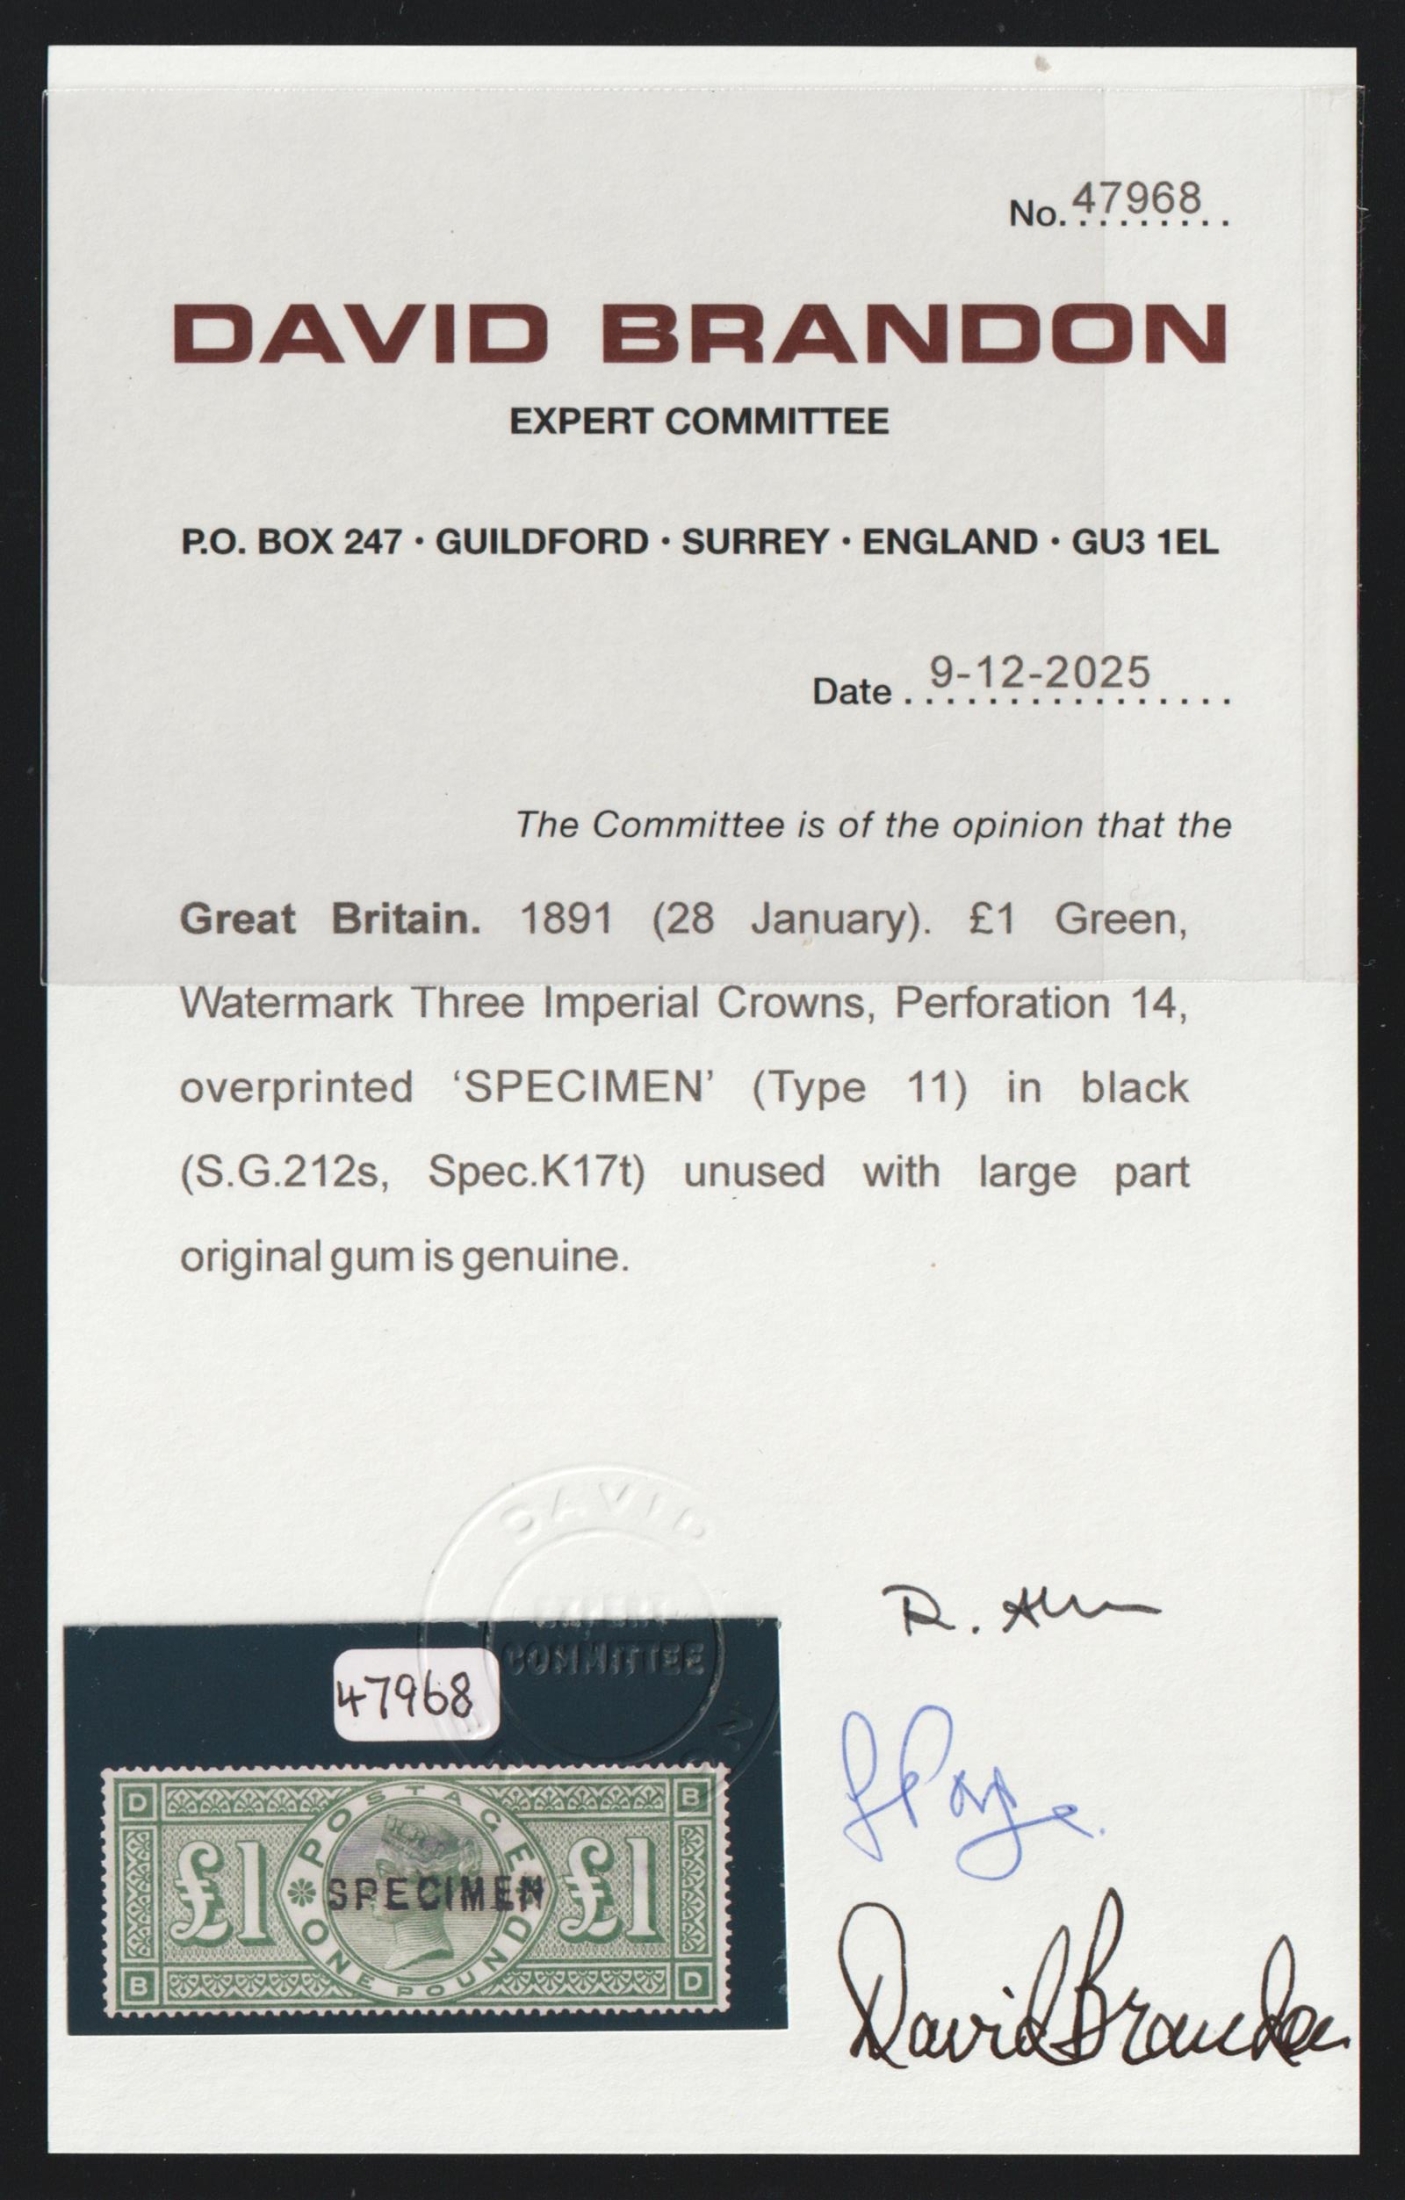 No. 47968
DAVID BRANDON
EXPERT COMMITTEE
P.O. BOX 247 · GUILDFORD · SURREY · ENGLAND · GU3 1EL
Date 9-12-2025
The Committee is of the opinion that the
Great Britain. 1891 (28 January). £1 Green,
Watermark Three Imperial Crowns, Perforation 14,
overprinted ‘SPECIMEN’ (Type 11) in black
(S.G.212s, Spec.K17t) unused with large part
original gum is genuine.
DAVID
EXPERT
COMMITTEE
47968
D B
POSTAGE
£1 £1
SPECIMEN
ONE POUND
B D
David Brandon